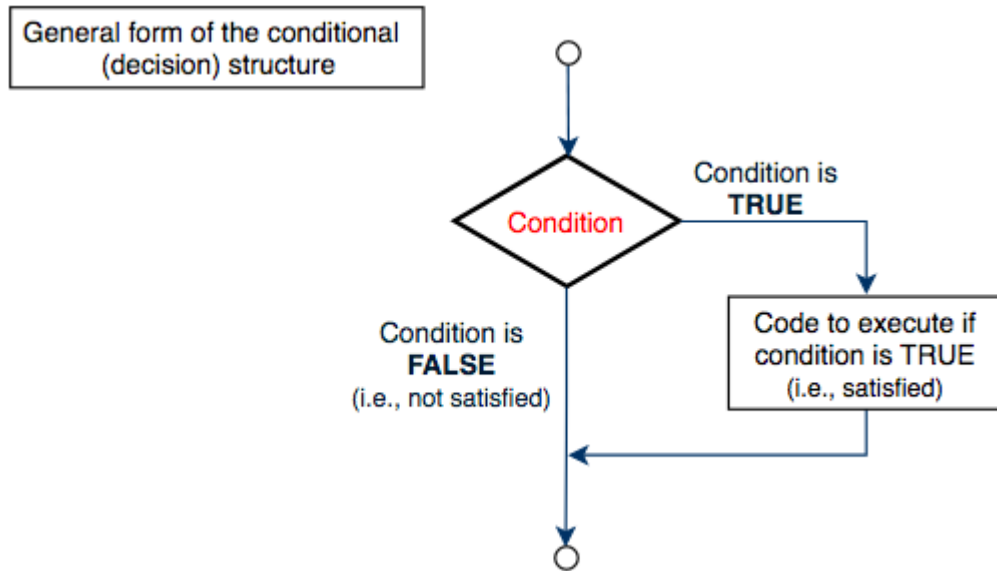 General form of the conditional
(decision) structure
Condition is
TRUE
Condition
Condition is
FALSE
(i.e., not satisfied)
Code to execute if
condition is TRUE
(i.e., satisfied)